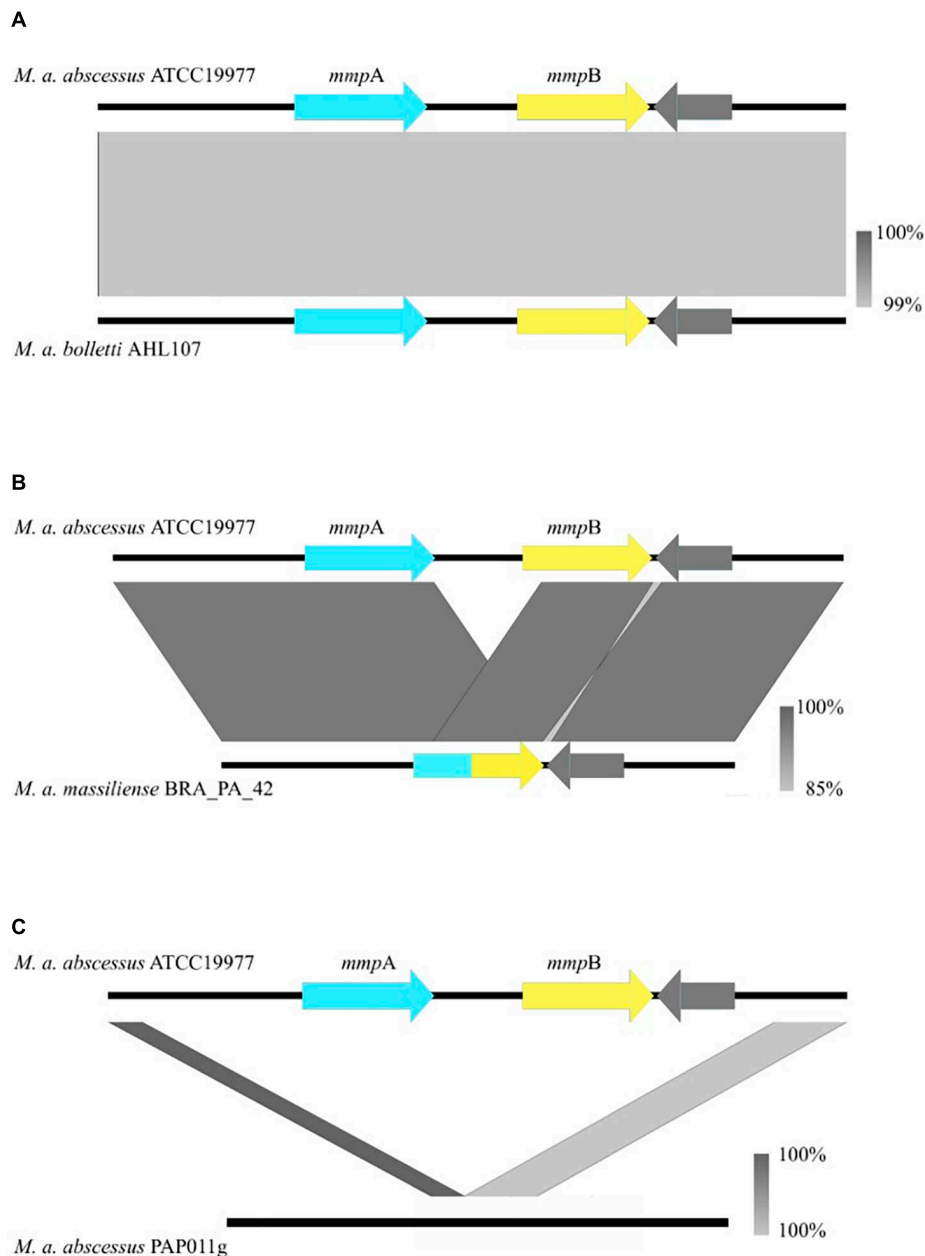 A
M. a. abscessus ATCC19977
mmpA
mmpB
100%
99%
M. a. bolletti AHL107
B
M. a. abscessus ATCC19977
mmpA
mmpB
100%
85%
M. a. massiliense BRA_PA_42
C
M. a. abscessus ATCC19977
mmpA
mmpB
100%
100%
M. a. abscessus PAP011g